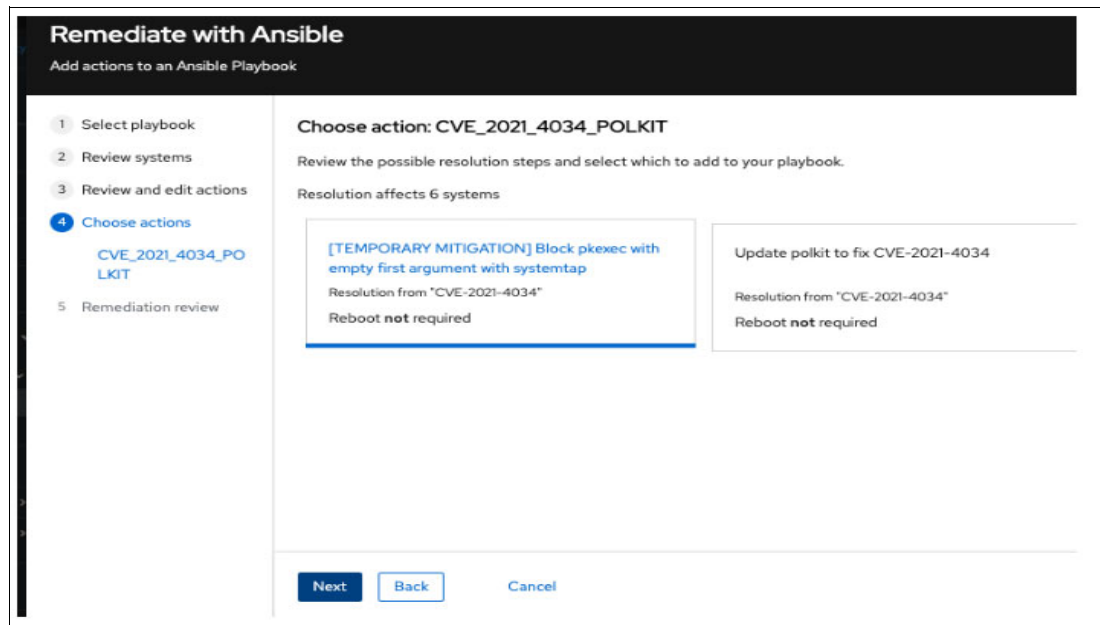 Remediate with Ansible
Add actions to an Ansible Playbook
1 Select playbook
2 Review systems
3 Review and edit actions
4 Choose actions
CVE_2021_4034_PO
LKIT
5 Remediation review
Choose action: CVE_2021_4034_POLKIT
Review the possible resolution steps and select which to add to your playbook.
Resolution affects 6 systems
[TEMPORARY MITIGATION] Block pkexec with
empty first argument with systemtap
Resolution from "CVE-2021-4034"
Reboot not required
Update polkit to fix CVE-2021-4034
Resolution from "CVE-2021-4034"
Reboot not required
Next
Back
Cancel